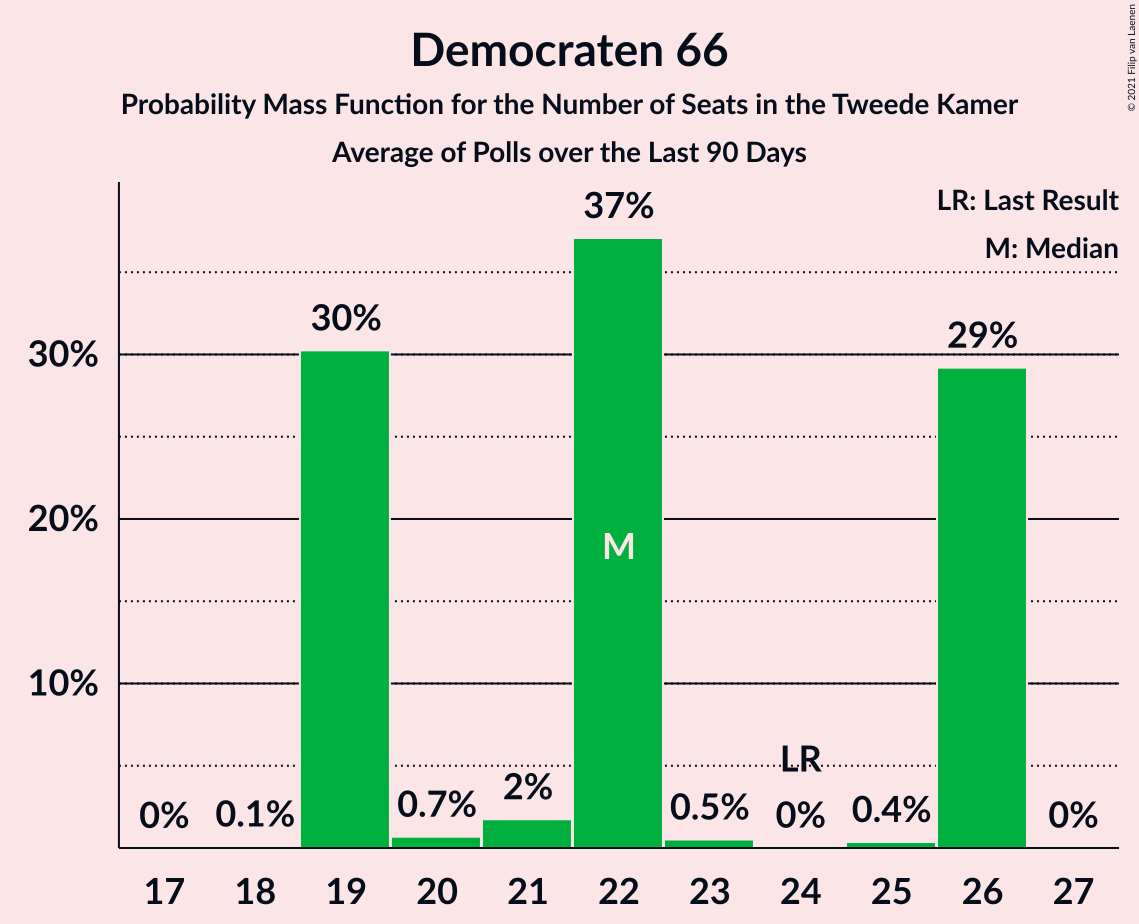 Democraten 66
Probability Mass Function for the Number of Seats in the Tweede Kamer
Average of Polls over the Last 90 Days
© 2021 Filip van Laenen
LR: Last Result
M: Median
30%
20%
10%
0%
0.1%
30%
0.7%
2%
37%
M
0.5%
LR
0%
0.4%
29%
0%
17 18 19 20 21 22 23 24 25 26 27